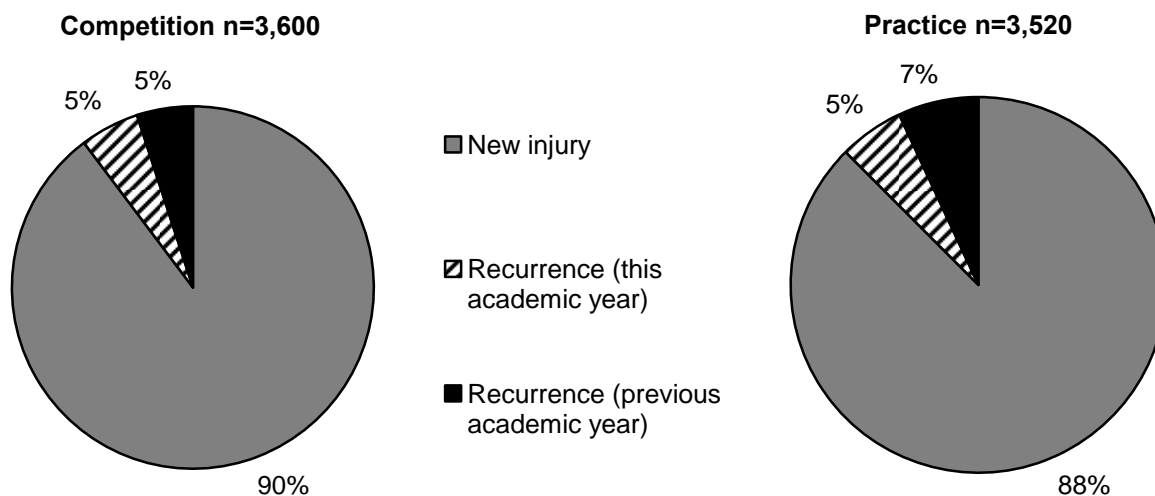 Competition n=3,600
Practice n=3,520
5%
5%
90%
New injury
Recurrence (this
academic year)
Recurrence (previous
academic year)
7%
5%
88%